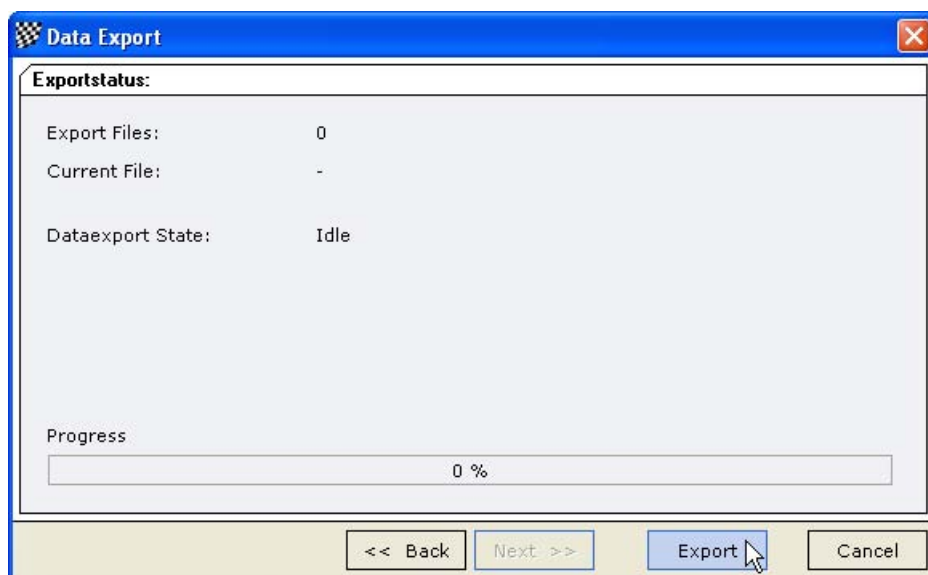 Data Export
Exportstatus:
Export Files: 0
Current File: -
Dataexport State: Idle
Progress
0 %
<< Back Next >> Export Cancel